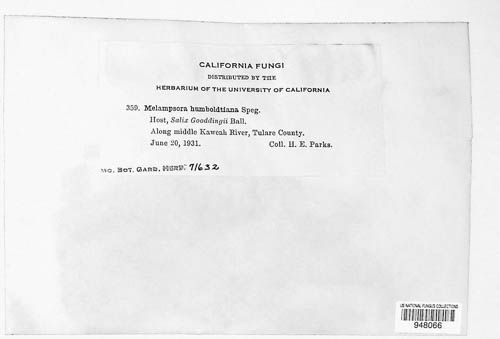 CALIFORNIA FUNGI
DISTRIBUTED BY THE
HERBARIUM OF THE UNIVERSITY OF CALIFORNIA
359. Melampsora humboldtiana Speg.
Host, Salix Gooddingii Ball.
Along middle Kaweah River, Tulare County.
June 20, 1931. Coll. H. E. Parks.
MO. BOT. GARD. HERB. 71632
US NATIONAL FUNGUS COLLECTIONS
948066